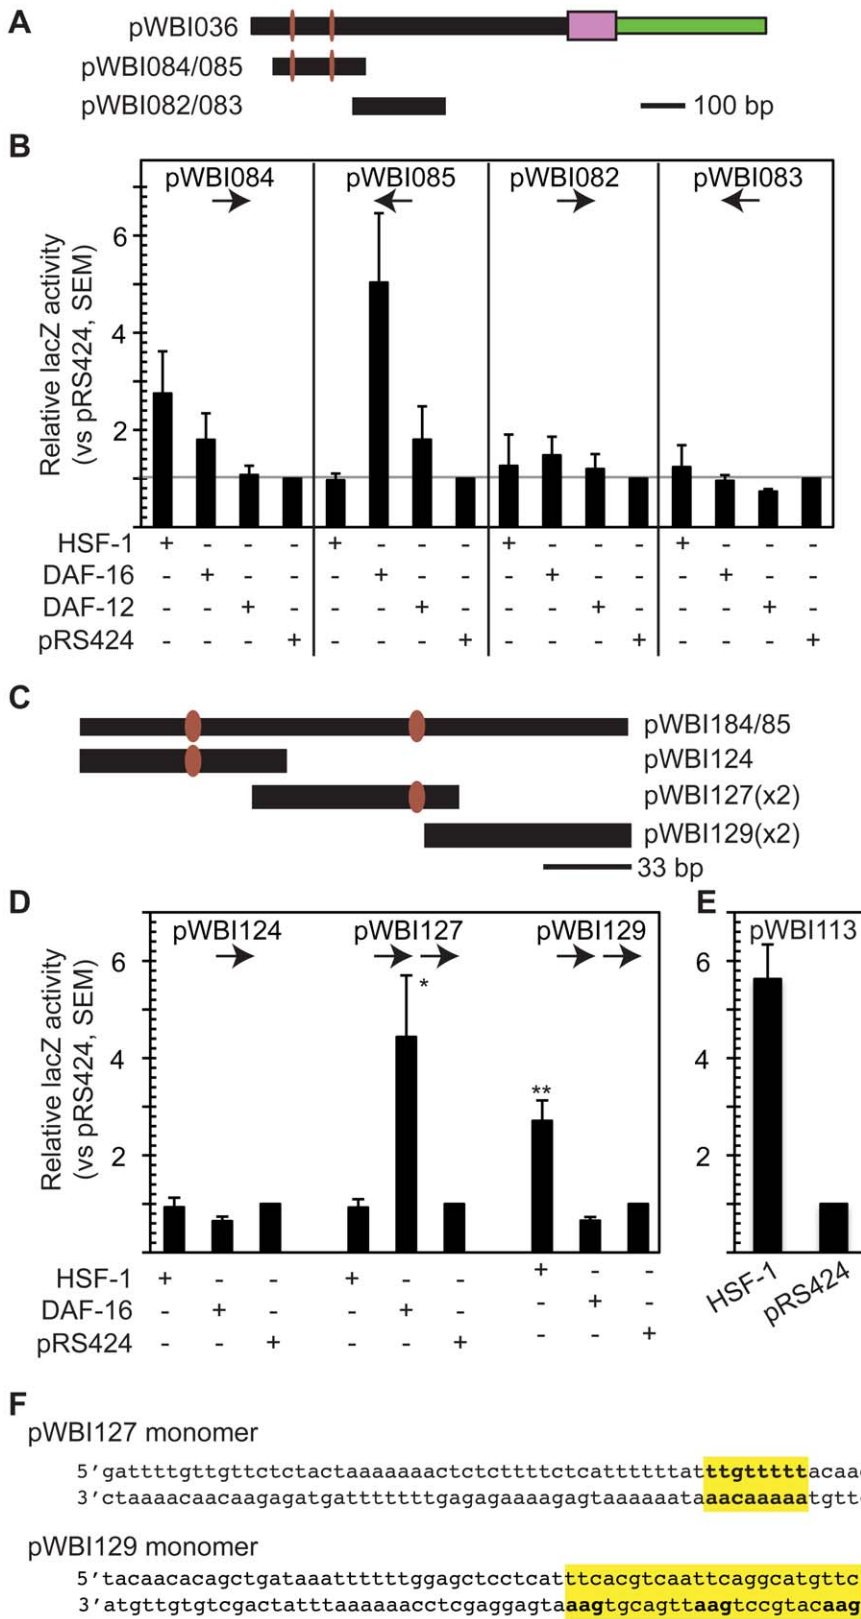 A
pWBI036
pWBI084/085
pWBI082/083
100 bp
B
pWBI084 pWBI085 pWBI082 pWBI083
Relative lacZ activity
(vs pRS424, SEM)
6
4
2
HSF-1 + - - - + - - - + - - - + - - -
DAF-16 - + - - - + - - - + - - - + - -
DAF-12 - - + - - - + - - - + - - - + -
pRS424 - - - + - - - + - - - + - - - +
C
pWBI184/85
pWBI124
pWBI127(x2)
pWBI129(x2)
33 bp
D
pWBI124 pWBI127 pWBI129
Relative lacZ activity
(vs pRS424, SEM)
6
4
2
*
**
HSF-1 + - - + - - + - -
DAF-16 - + - - + - - + -
pRS424 - - + - - + - - +
E
pWBI113
6
4
2
HSF-1 pRS424
F
pWBI127 monomer
5'gattttgttgttctctactaaaaaaactctcttttctcattttttatttgtttttacaac
3'ctaaaacaacaagagatgatttttttgagagaaaagagtaaaaaataaacaaaaatgtt
pWBI129 monomer
5'tacaacacagctgataaatttttttggagctcctcatttcacgtcaattcaggcatgttc
3'atgttgtgtcgactatttaaaaaacctcgaggagtaaagtgcagttaagtccgtacaag